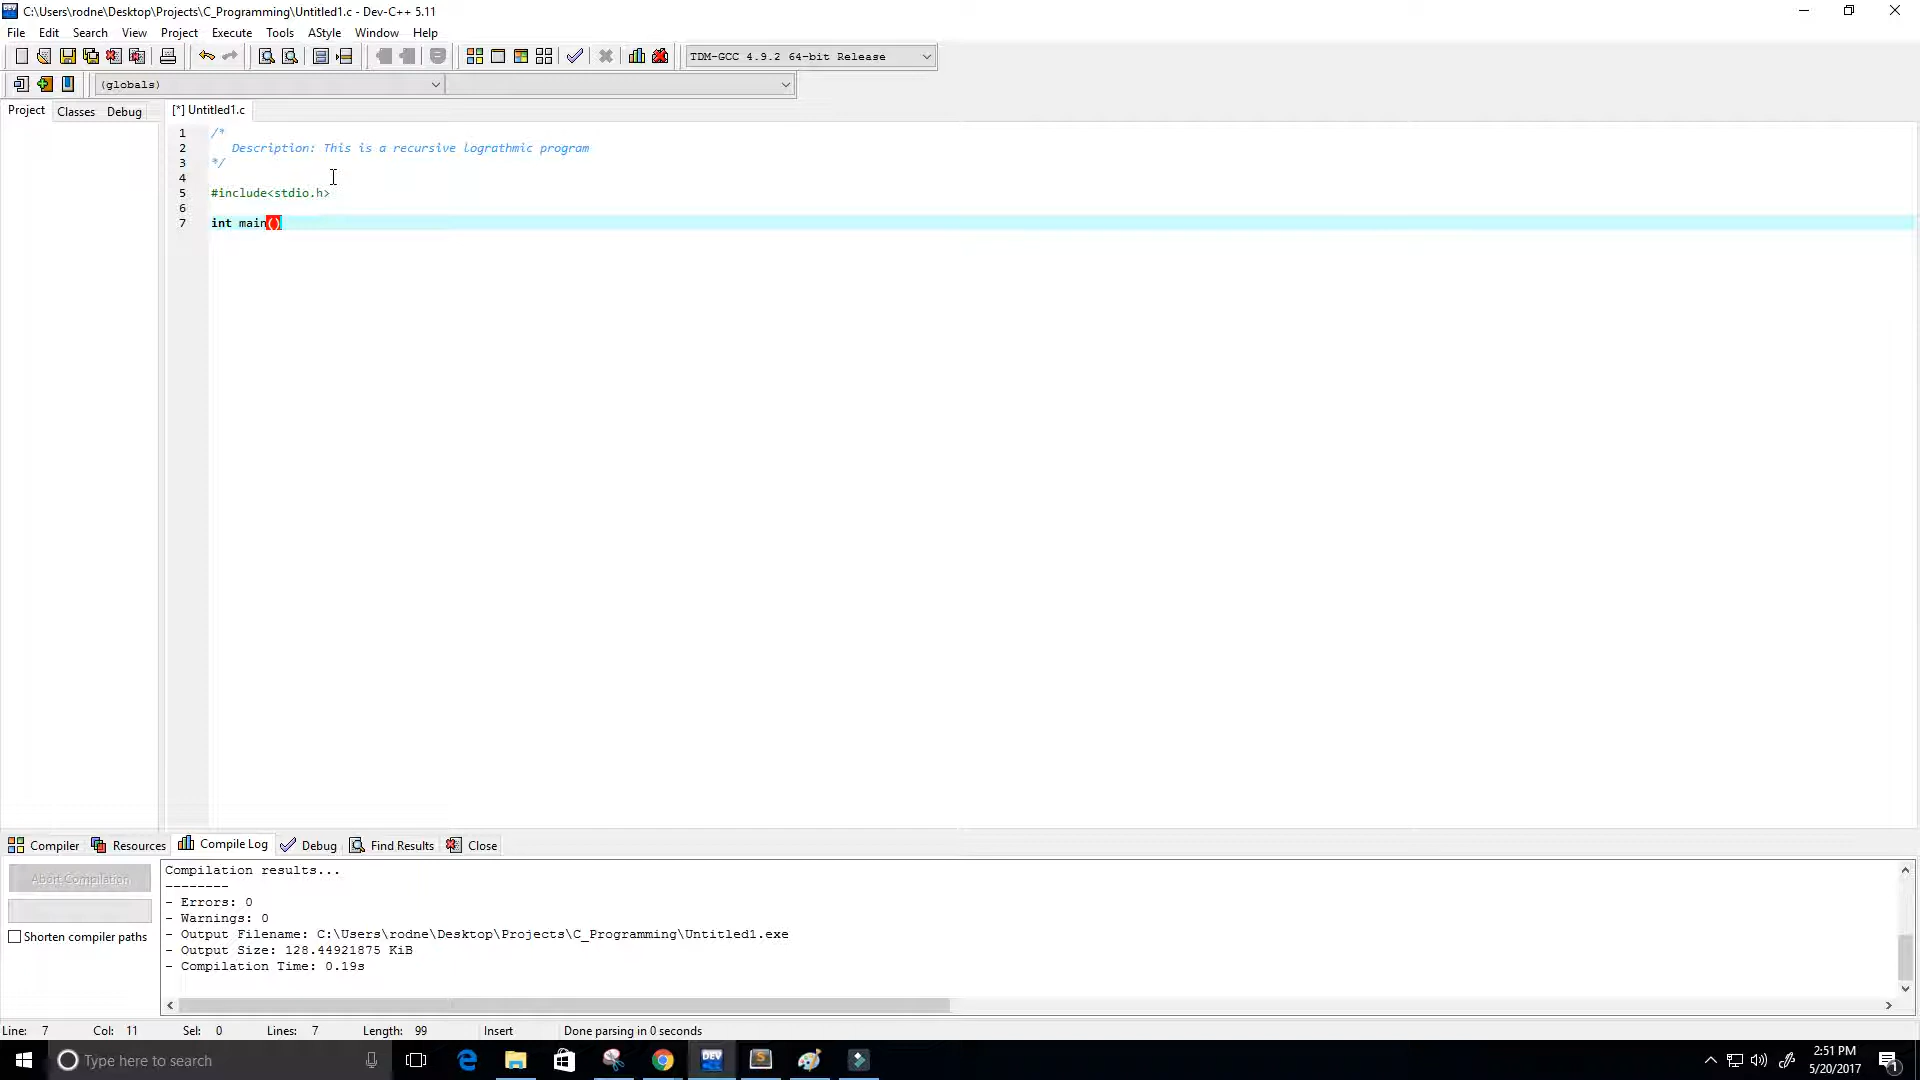 C:\Users\rodne\Desktop\Projects\C_Programming\Untitled1.c - Dev-C++ 5.11
File Edit Search View Project Execute Tools AStyle Window Help
TDM-GCC 4.9.2 64-bit Release
(globals)
Project Classes Debug [*] Untitled1.c
1 /*
2 Description: This is a recursive lograthmic program
3 */
4
5 #include<stdio.h>
6
7 int main()
Compiler Resources Compile Log Debug Find Results Close
Abort Compilation
Shorten compiler paths
Compilation results...
--------
- Errors: 0
- Warnings: 0
- Output Filename: C:\Users\rodne\Desktop\Projects\C_Programming\Untitled1.exe
- Output Size: 128.44921875 KiB
- Compilation Time: 0.19s
Line: 7 Col: 11 Sel: 0 Lines: 7 Length: 99 Insert Done parsing in 0 seconds
Type here to search
DEV
S
2:51 PM
5/20/2017
1